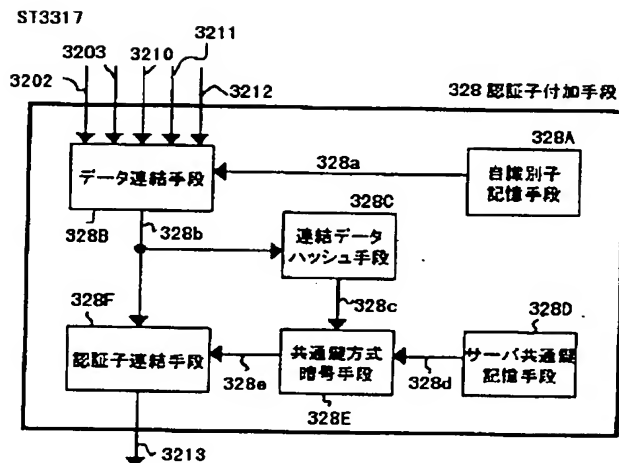 ST3317
3202
3203
3210
3211
3212
328 認証子付加手段
328A
自識別子
記憶手段
328a
データ連結手段
328B
328b
328C
連結データ
ハッシュ手段
328c
328F
認証子連結手段
328e
共通鍵方式
暗号手段
328E
328d
328D
サーバ共通鍵
記憶手段
3213